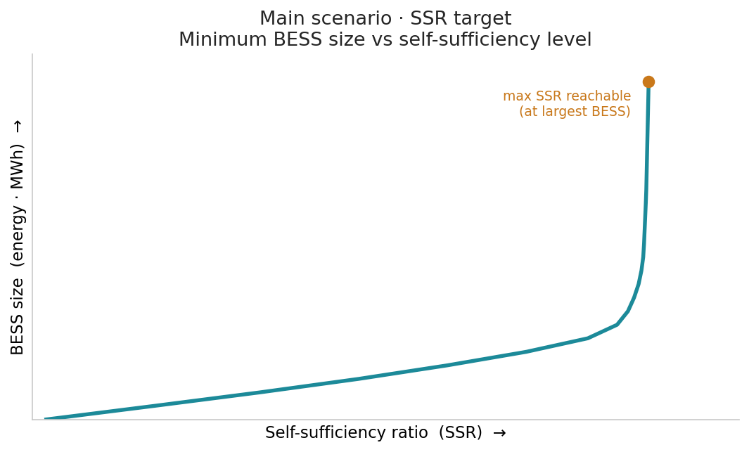 Main scenario · SSR target
Minimum BESS size vs self-sufficiency level
max SSR reachable
(at largest BESS)
BESS size (energy · MWh) →
Self-sufficiency ratio (SSR) →